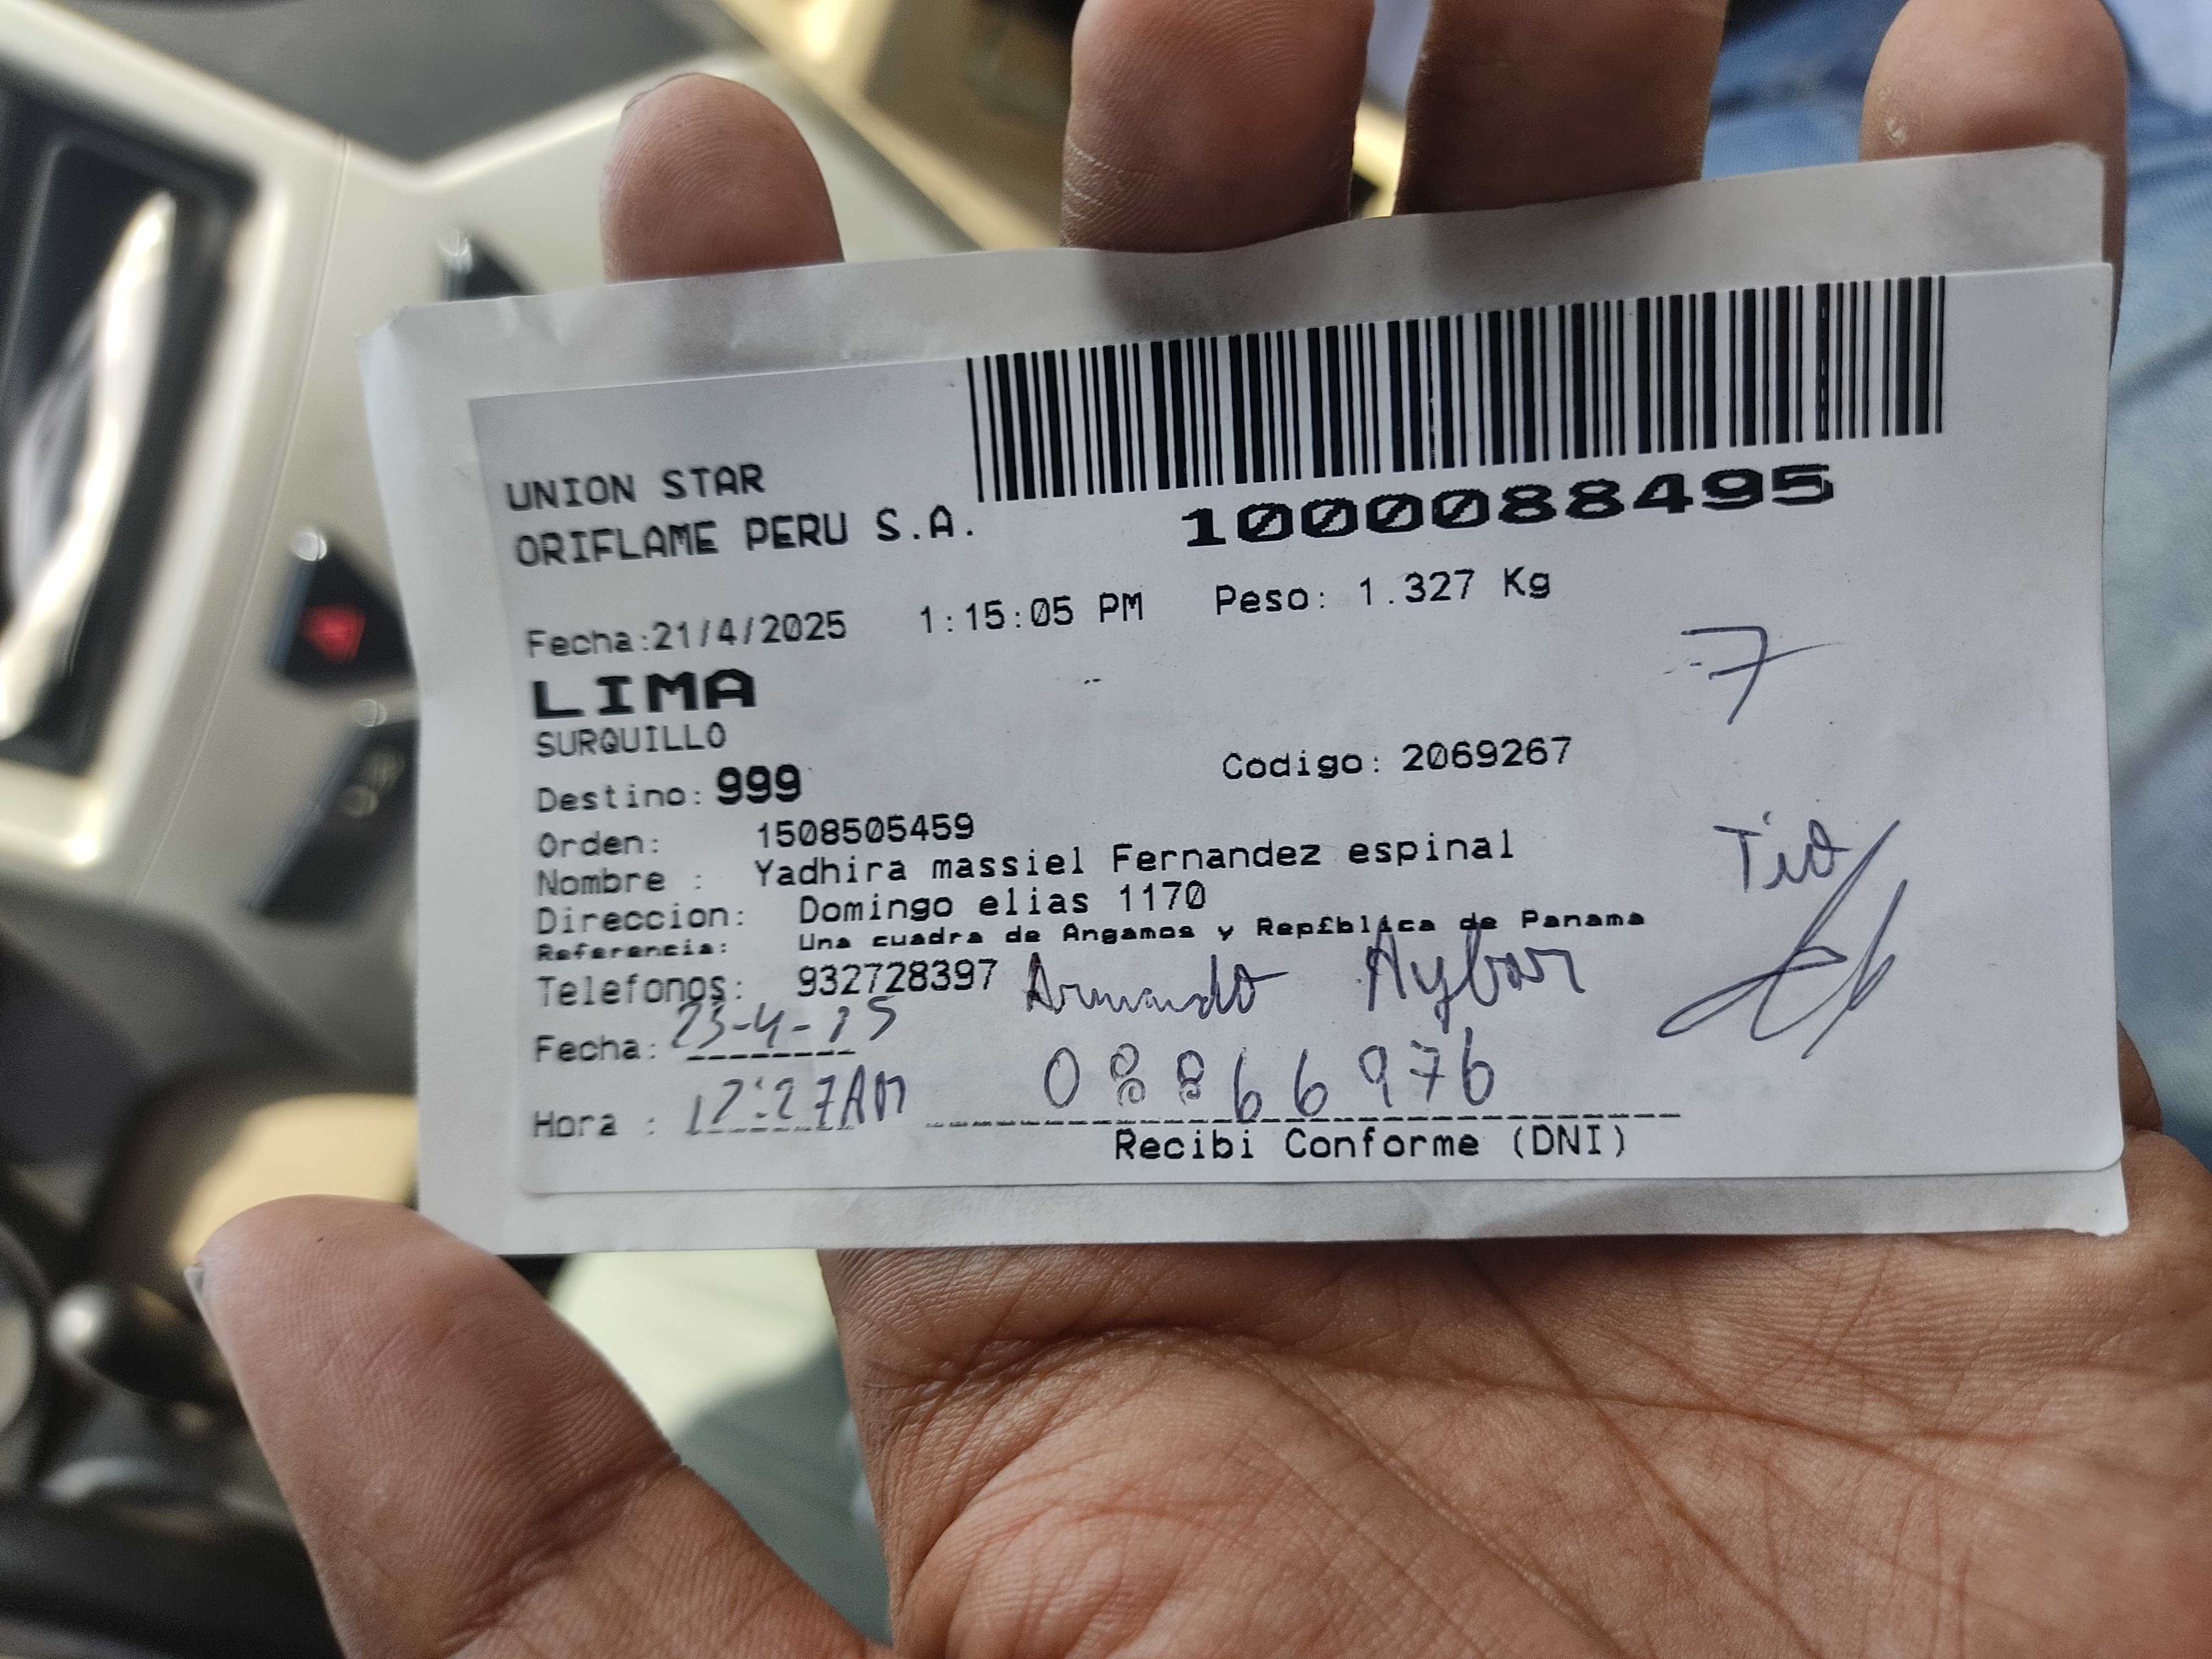 UNION STAR
ORIFLAME PERU S.A.
1000088495
Fecha:21/4/2025 1:15:05 PM Peso: 1.327 Kg
7
LIMA
SURQUILLO
Destino: 999 Codigo: 2069267
Orden: 1508505459
Nombre : Yadhira massiel Fernandez espinal
Tio
Direccion: Domingo elias 1170
Referencia: Una cuadra de Angamos y Rep£blica de Panama
Telefonos: 932728397 Armando Aybar
Fecha: 23-4-25
Hora : 12:27AM 08866976
Recibi Conforme (DNI)